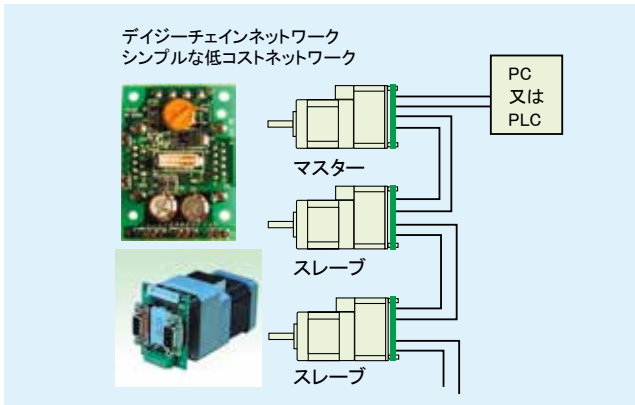 デイジーチェインネットワーク
シンプルな低コストネットワーク
PC
又は
PLC
マスター
スレーブ
スレーブ